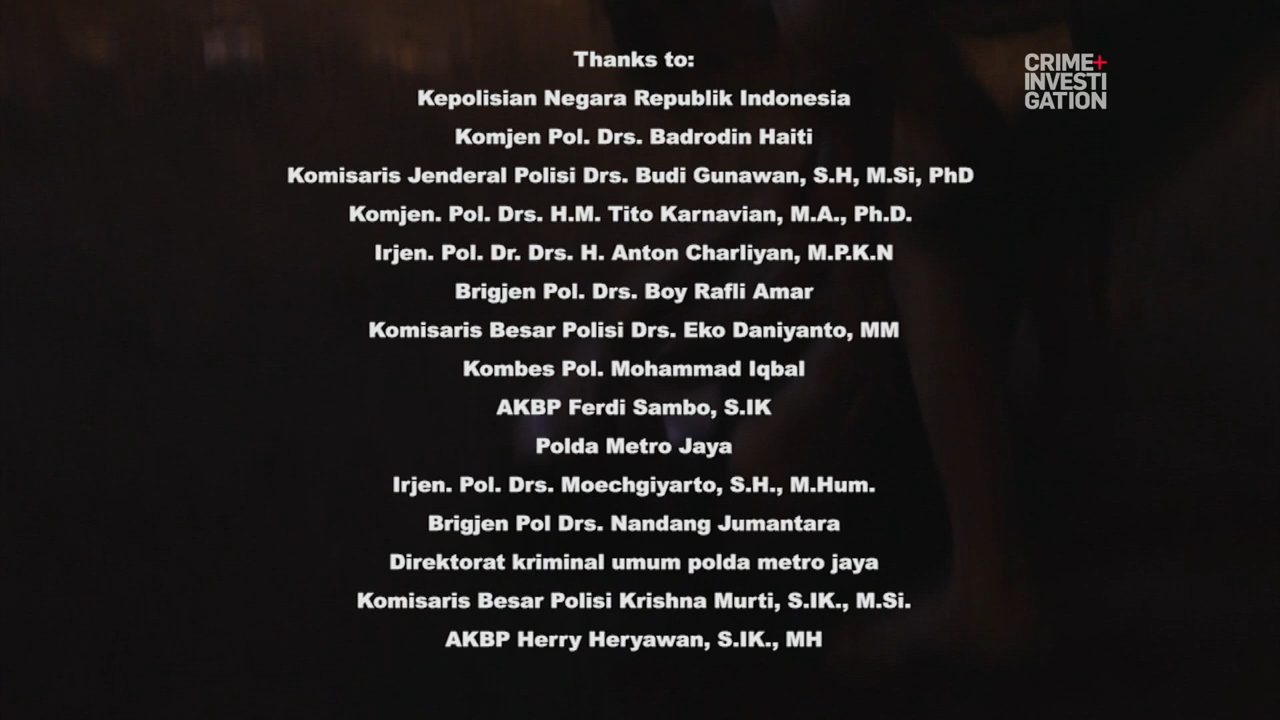 Thanks to:
Kepolisian Negara Republik Indonesia
Komjen Pol. Drs. Badrodin Haiti
Komisaris Jenderal Polisi Drs. Budi Gunawan, S.H, M.Si, PhD
Komjen. Pol. Drs. H.M. Tito Karnavian, M.A., Ph.D.
Irjen. Pol. Dr. Drs. H. Anton Charliyan, M.P.K.N
Brigjen Pol. Drs. Boy Rafli Amar
Komisaris Besar Polisi Drs. Eko Daniyanto, MM
Kombes Pol. Mohammad Iqbal
AKBP Ferdi Sambo, S.IK
Polda Metro Jaya
Irjen. Pol. Drs. Moechgiyarto, S.H., M.Hum.
Brigjen Pol Drs. Nandang Jumantara
Direktorat kriminal umum polda metro jaya
Komisaris Besar Polisi Krishna Murti, S.IK., M.Si.
AKBP Herry Heryawan, S.IK., MH
CRIME+
INVESTI
GATION